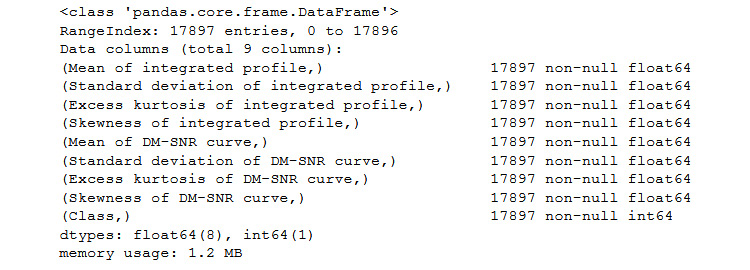 <class 'pandas.core.frame.DataFrame'>
RangeIndex: 17897 entries, 0 to 17896
Data columns (total 9 columns):
(Mean of integrated profile,) 17897 non-null float64
(Standard deviation of integrated profile,) 17897 non-null float64
(Excess kurtosis of integrated profile,) 17897 non-null float64
(Skewness of integrated profile,) 17897 non-null float64
(Mean of DM-SNR curve,) 17897 non-null float64
(Standard deviation of DM-SNR curve,) 17897 non-null float64
(Excess kurtosis of DM-SNR curve,) 17897 non-null float64
(Skewness of DM-SNR curve,) 17897 non-null float64
(Class,) 17897 non-null int64
dtypes: float64(8), int64(1)
memory usage: 1.2 MB